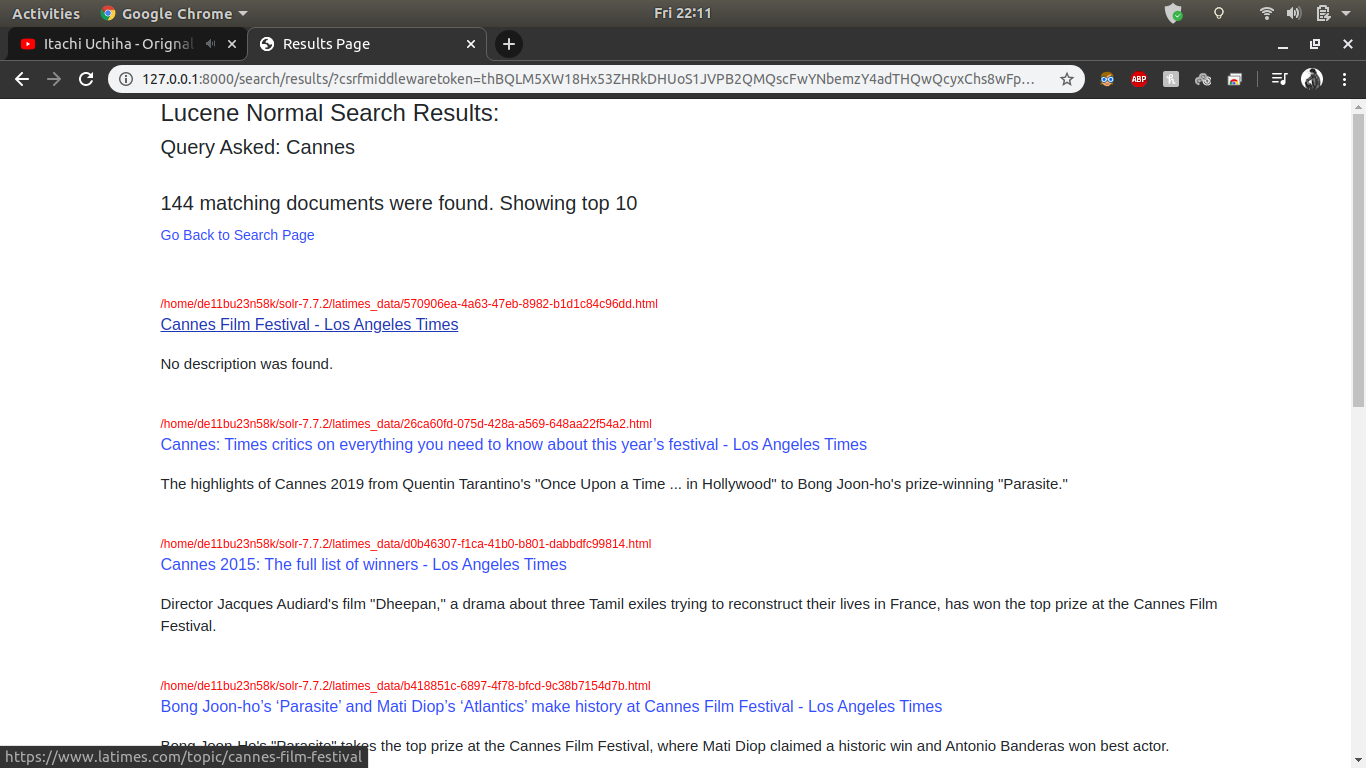 Activities
Google Chrome
Fri 22:11
Itachi Uchiha - Orignal
Results Page
127.0.0.1:8000/search/results/?csrfmiddlewaretoken=thBQLM5XW18Hx53ZHRkDHUoS1JVPB2QMQscFwYNbemzY4adTHQwQcyxChs8wFp...
ABP
Lucene Normal Search Results:
Query Asked: Cannes
144 matching documents were found. Showing top 10
Go Back to Search Page
/home/de11bu23n58k/solr-7.7.2/latimes_data/570906ea-4a63-47eb-8982-b1d1c84c96dd.html
Cannes Film Festival - Los Angeles Times
No description was found.
/home/de11bu23n58k/solr-7.7.2/latimes_data/26ca60fd-075d-428a-a569-648aa22f54a2.html
Cannes: Times critics on everything you need to know about this year’s festival - Los Angeles Times
The highlights of Cannes 2019 from Quentin Tarantino's "Once Upon a Time ... in Hollywood" to Bong Joon-ho's prize-winning "Parasite."
/home/de11bu23n58k/solr-7.7.2/latimes_data/d0b46307-f1ca-41b0-b801-dabbdfc99814.html
Cannes 2015: The full list of winners - Los Angeles Times
Director Jacques Audiard's film "Dheepan," a drama about three Tamil exiles trying to reconstruct their lives in France, has won the top prize at the Cannes Film
Festival.
/home/de11bu23n58k/solr-7.7.2/latimes_data/b418851c-6897-4f78-bfcd-9c38b7154d7b.html
Bong Joon-ho’s ‘Parasite’ and Mati Diop’s ‘Atlantics’ make history at Cannes Film Festival - Los Angeles Times
Bong Joon-Ho's "Parasite" takes the top prize at the Cannes Film Festival, where Mati Diop claimed a historic win and Antonio Banderas won best actor.
https://www.latimes.com/topic/cannes-film-festival